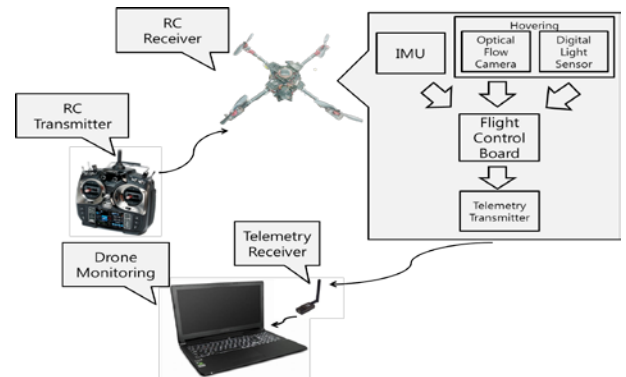 RC
Receiver
Hovering
IMU
Optical
Flow
Camera
Digital
Light
Sensor
RC
Transmitter
Flight
Control
Board
Telemetry
Transmitter
Telemetry
Receiver
Drone
Monitoring